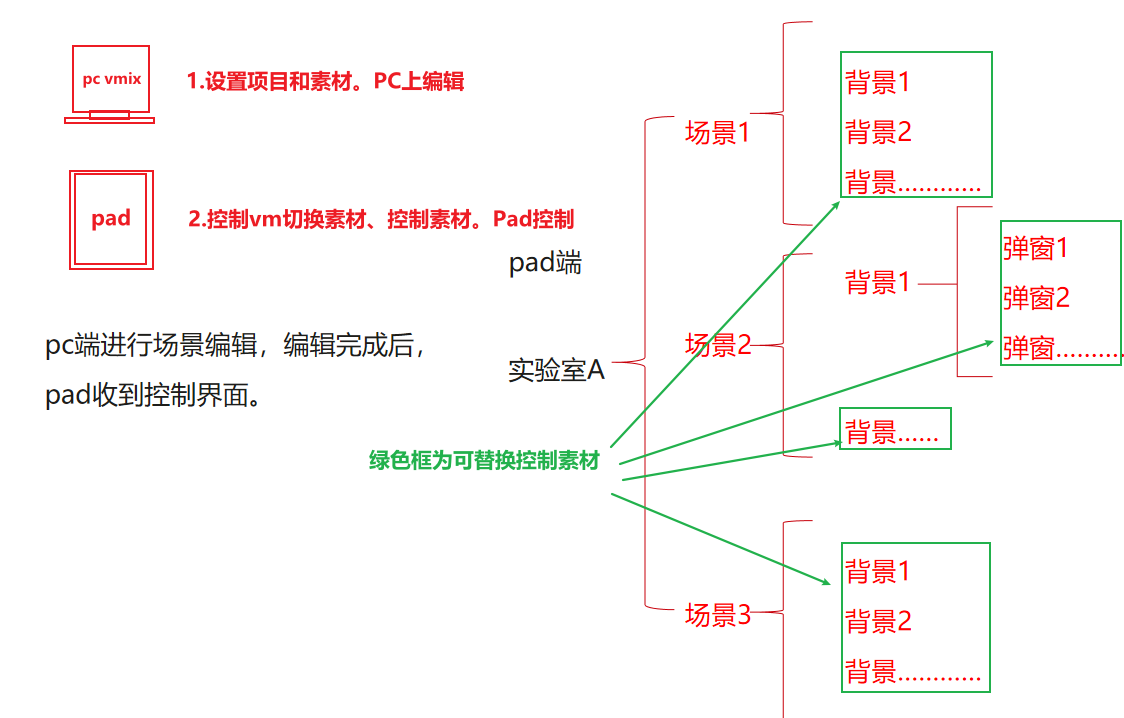 pc vmix
1.设置项目和素材。PC上编辑
pad
2.控制vm切换素材、控制素材。Pad控制
pad端
pc端进行场景编辑，编辑完成后，
pad收到控制界面。
实验室A
绿色框为可替换控制素材
场景1
背景1
背景2
背景…………
场景2
背景1
弹窗1
弹窗2
弹窗………
背景……
场景3
背景1
背景2
背景…………